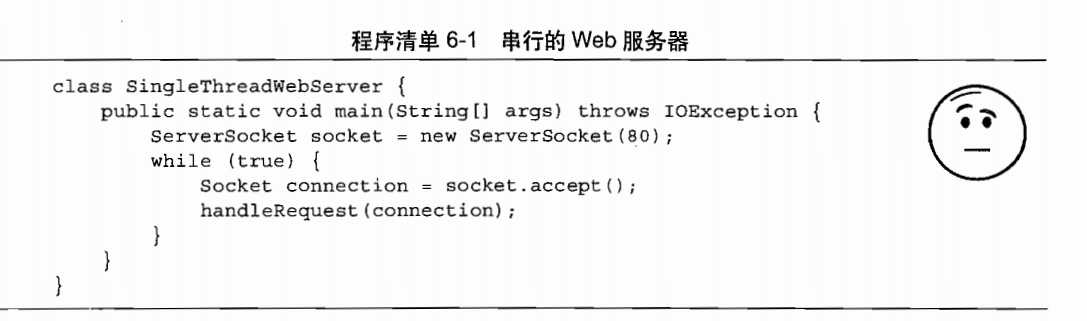 程序清单 6-1 串行的 Web 服务器
class SingleThreadWebServer {
    public static void main(String[] args) throws IOException {
        ServerSocket socket = new ServerSocket(80);
        while (true) {
            Socket connection = socket.accept();
            handleRequest(connection);
        }
    }
}